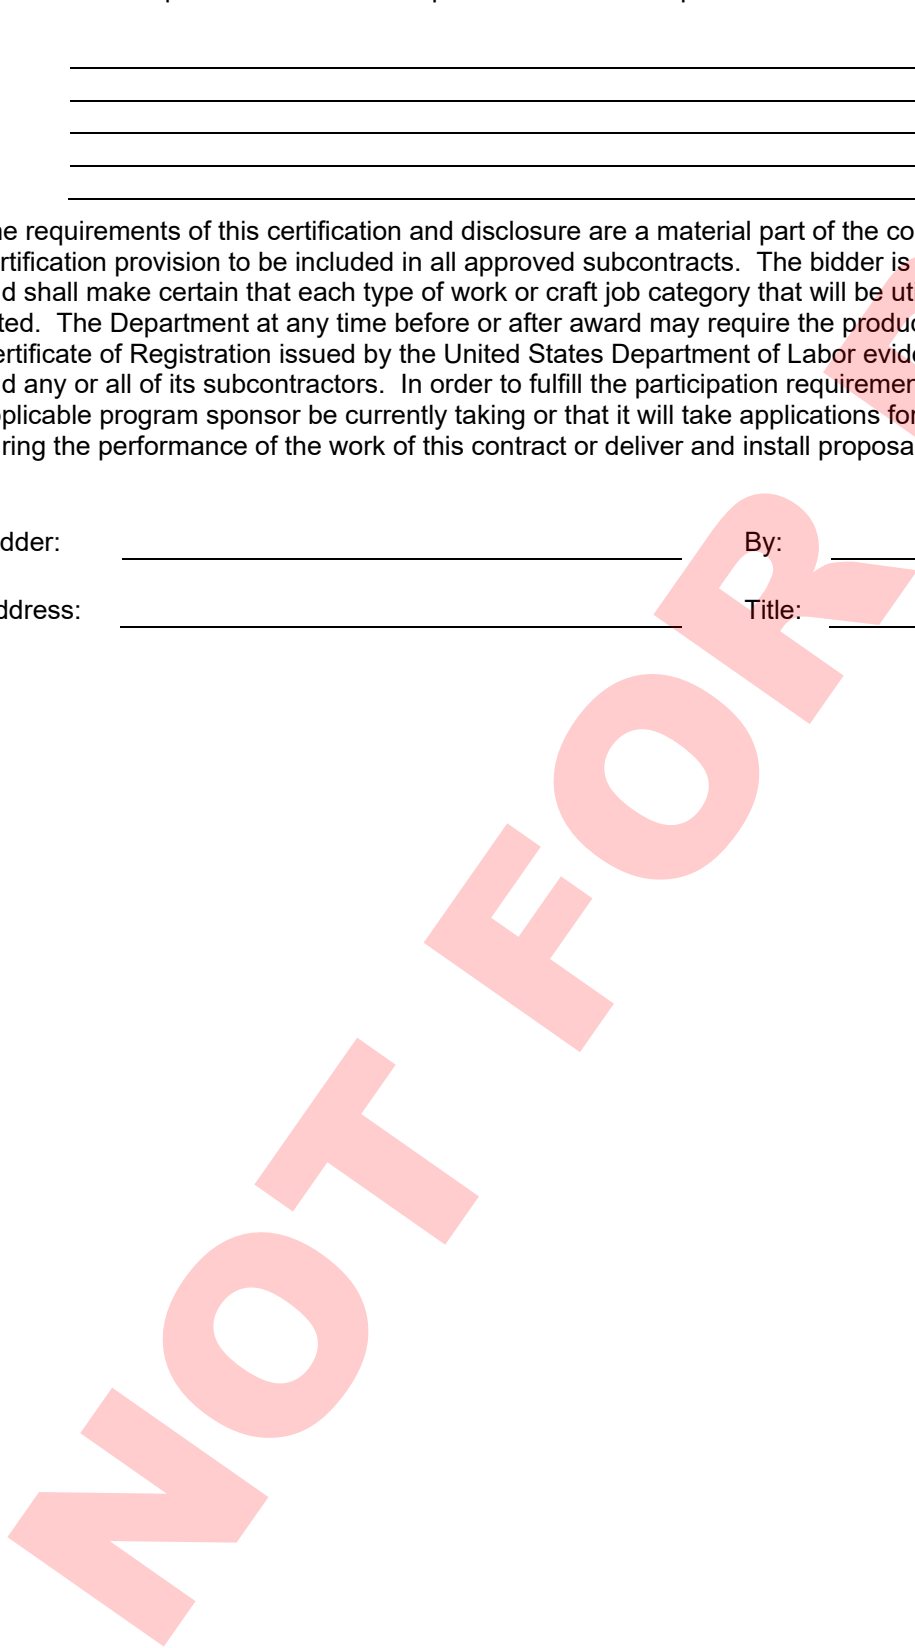 he requirements of this certification and disclosure are a material part of the co
rtification provision to be included in all approved subcontracts.  The bidder is
d shall make certain that each type of work or craft job category that will be ut
ted.  The Department at any time before or after award may require the produc
ertificate of Registration issued by the United States Department of Labor evide
d any or all of its subcontractors.  In order to fulfill the participation requiremen
plicable program sponsor be currently taking or that it will take applications for
ring the performance of the work of this contract or deliver and install proposa
dder: By:
ddress: Title:
NOT FOR